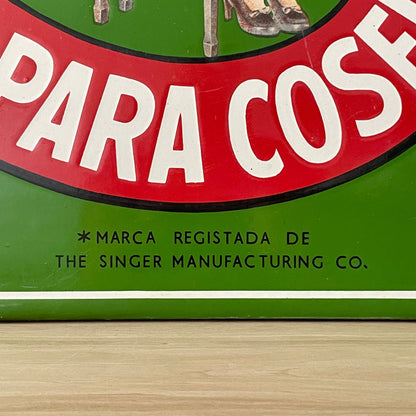 PARA COSE
*MARCA REGISTADA DE
THE SINGER MANUFACTURING CO.